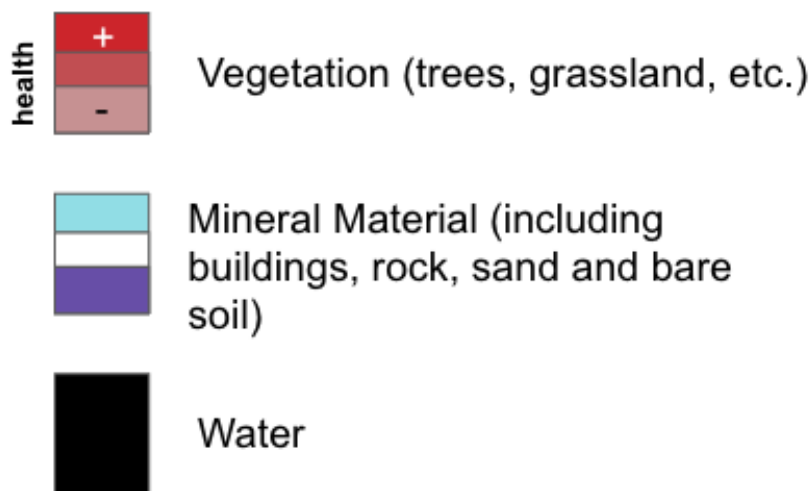 health
+
-
Vegetation (trees, grassland, etc.)
Mineral Material (including
buildings, rock, sand and bare
soil)
Water